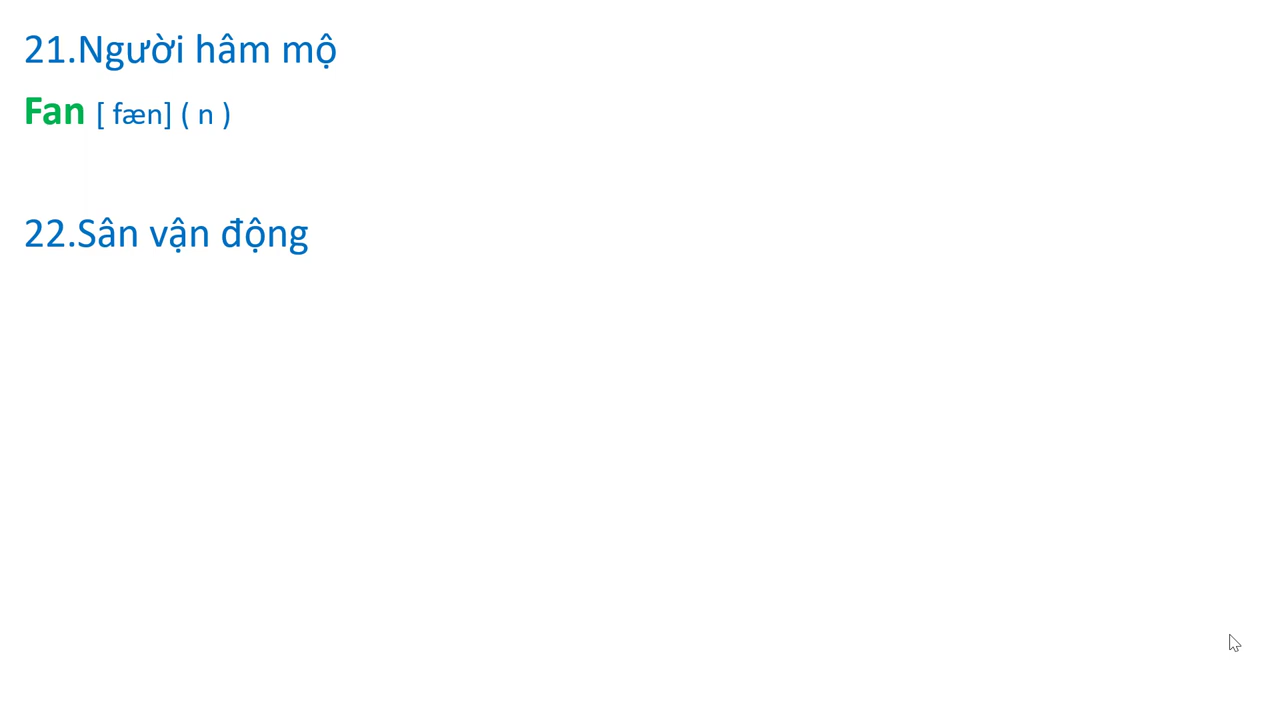 21.Người hâm mộ
Fan [ fæn] ( n )
22.Sân vận động